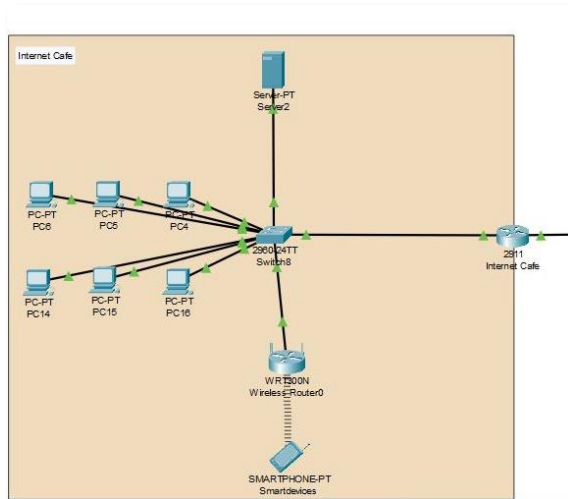 Internet Cafe
Server-PT
Server2
PC-PT
PC6
PC-PT
PC5
PC-PT
PC4
2960-24TT
Switch8
2911
Internet Cafe
PC-PT
PC14
PC-PT
PC15
PC-PT
PC16
WRT300N
Wireless Router0
SMARTPHONE-PT
Smartdevices